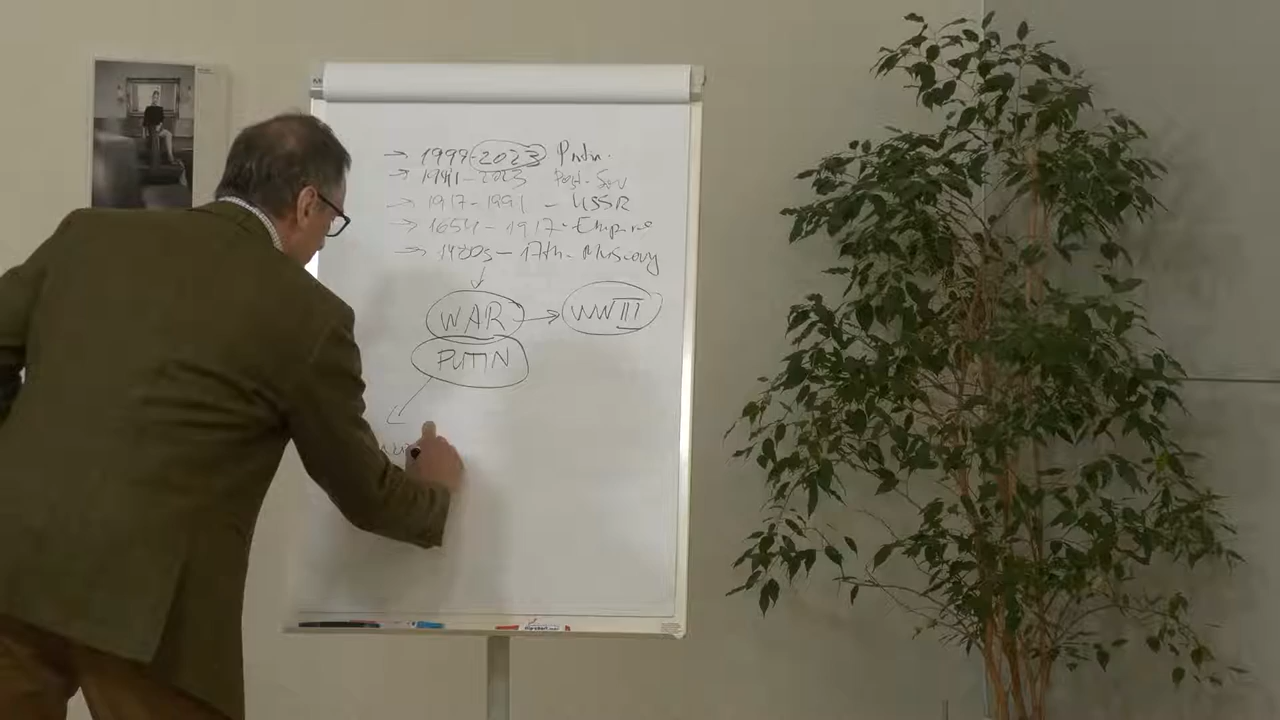 → 1999-2023 Putin.
→ 1991-2023 Post-Sov
→ 1917-1991 - USSR
→ 1654-1917 - Empire
→ 1480s - 17th - Muscovy
WAR → WWIII
PUTIN